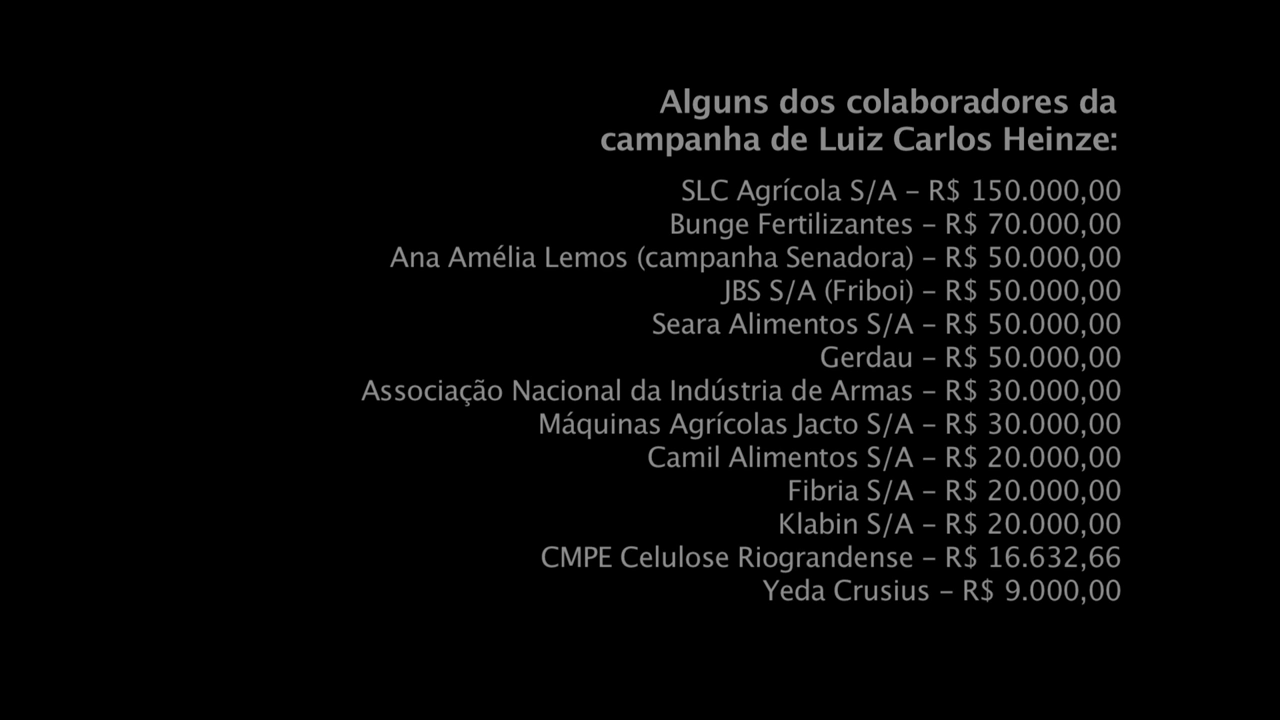 Alguns dos colaboradores da
campanha de Luiz Carlos Heinze:
SLC Agrícola S/A – R$ 150.000,00
Bunge Fertilizantes – R$ 70.000,00
Ana Amélia Lemos (campanha Senadora) – R$ 50.000,00
JBS S/A (Friboi) – R$ 50.000,00
Seara Alimentos S/A – R$ 50.000,00
Gerdau – R$ 50.000,00
Associação Nacional da Indústria de Armas – R$ 30.000,00
Máquinas Agrícolas Jacto S/A – R$ 30.000,00
Camil Alimentos S/A – R$ 20.000,00
Fibria S/A – R$ 20.000,00
Klabin S/A – R$ 20.000,00
CMPE Celulose Riograndense – R$ 16.632,66
Yeda Crusius – R$ 9.000,00